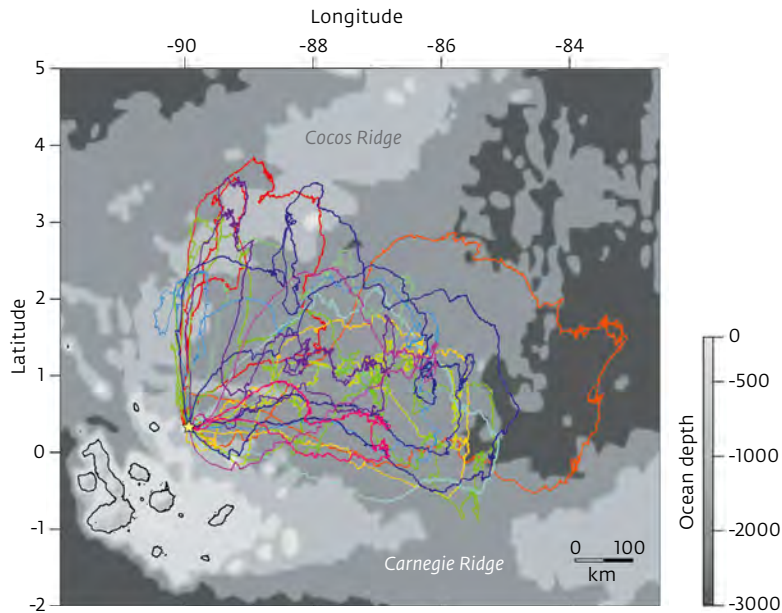 Longitude
-90 -88 -86 -84
5
4
3
2
1
0
-1
-2
Latitude
Cocos Ridge
Carnegie Ridge
0 100
km
Ocean depth
0
-500
-1000
-2000
-3000